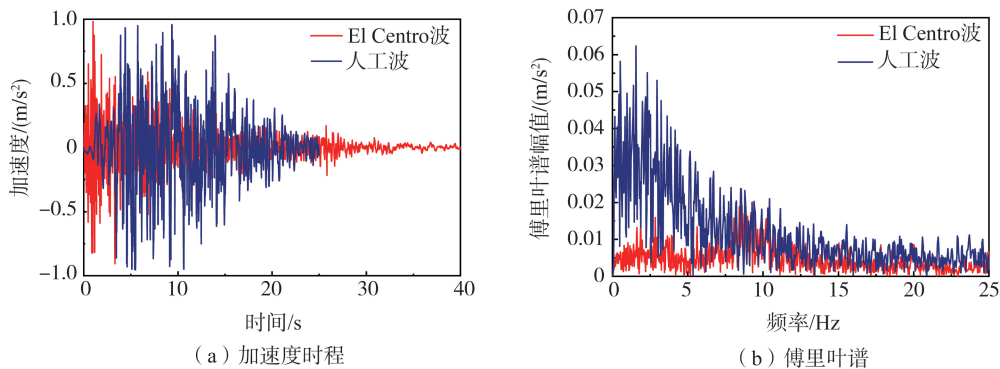 1.0
0.5
0
−0.5
−1.0
加速度/(m/s²)
El Centro波
人工波
0
10
20
30
40
时间/s
（a）加速度时程
0.07
0.06
0.05
0.04
0.03
0.02
0.01
0
傅里叶谱幅值/(m/s²)
El Centro波
人工波
0
5
10
15
20
25
频率/Hz
（b）傅里叶谱